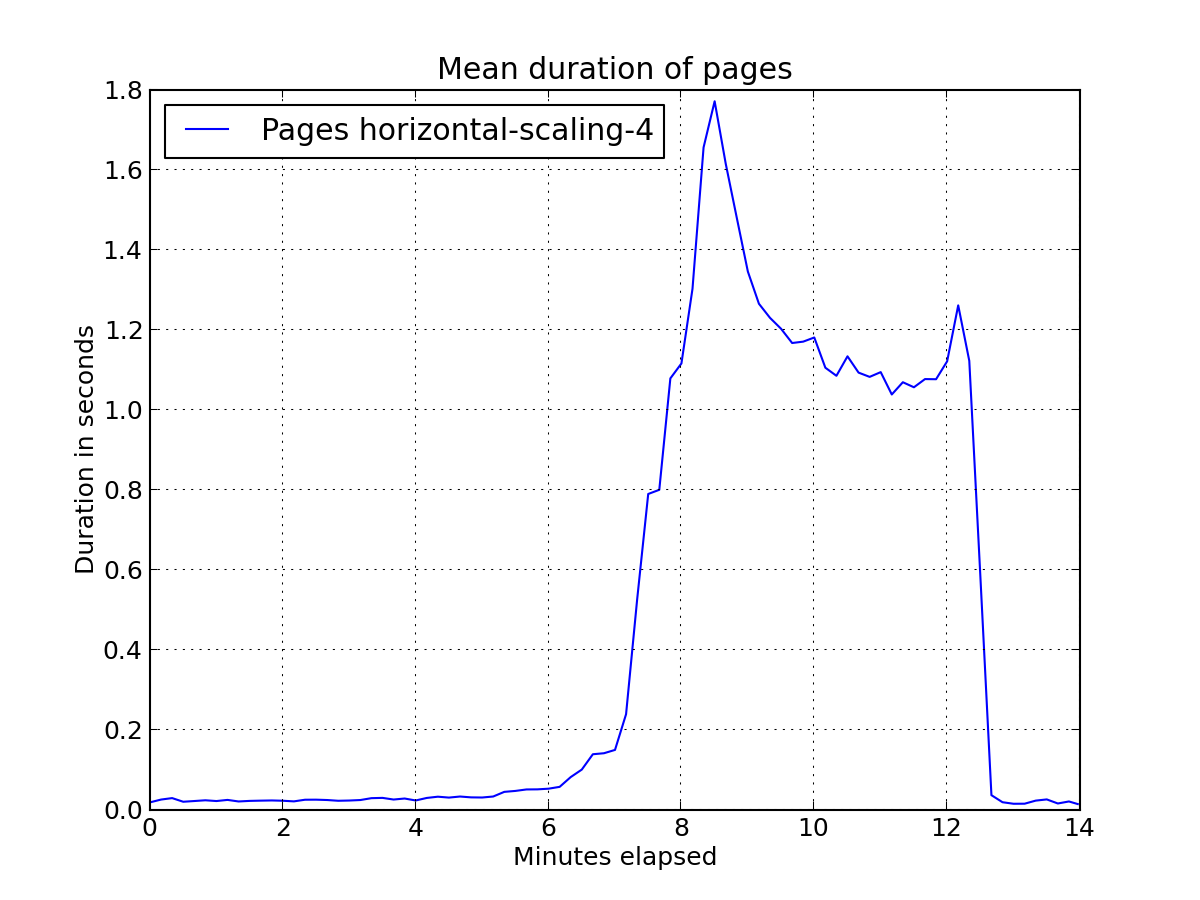 Mean duration of pages
Pages horizontal-scaling-4
1.8
1.6
1.4
1.2
1.0
0.8
0.6
0.4
0.2
0.0
Duration in seconds
0 2 4 6 8 10 12 14
Minutes elapsed